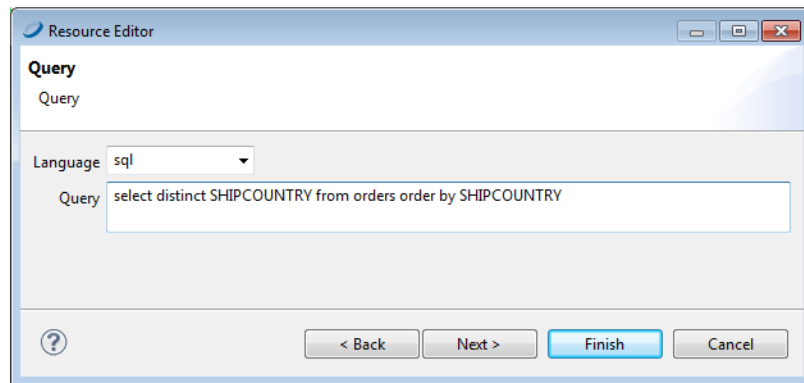 Resource Editor
Query
Query
Language sql
Query select distinct SHIPCOUNTRY from orders order by SHIPCOUNTRY
? < Back Next > Finish Cancel